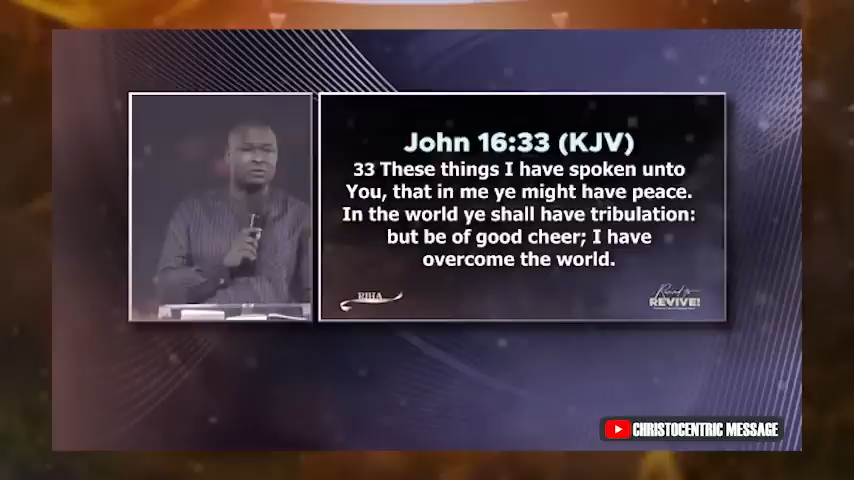 John 16:33 (KJV)
33 These things I have spoken unto
You, that in me ye might have peace.
In the world ye shall have tribulation:
but be of good cheer; I have
overcome the world.
REVIVE!
CHRISTOCENTRIC MESSAGE